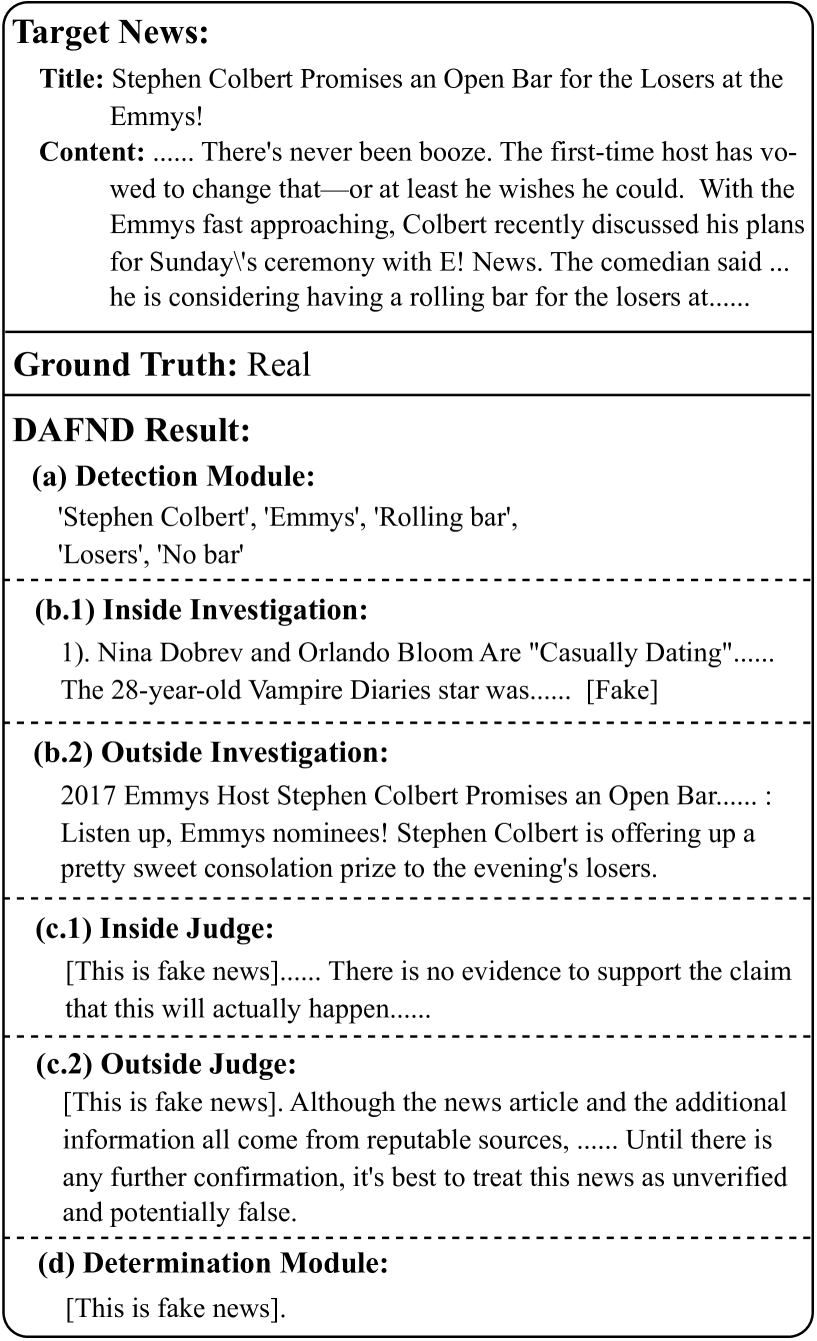 Target News:
Title: Stephen Colbert Promises an Open Bar for the Losers at the
Emmys!
Content: ...... There's never been booze. The first-time host has vo-
wed to change that—or at least he wishes he could.  With the
Emmys fast approaching, Colbert recently discussed his plans
for Sunday\'s ceremony with E! News. The comedian said ...
he is considering having a rolling bar for the losers at......
Ground Truth: Real
DAFND Result:
(a) Detection Module:
'Stephen Colbert', 'Emmys', 'Rolling bar',
'Losers', 'No bar'
(b.1) Inside Investigation:
1). Nina Dobrev and Orlando Bloom Are "Casually Dating"......
The 28-year-old Vampire Diaries star was......  [Fake]
(b.2) Outside Investigation:
2017 Emmys Host Stephen Colbert Promises an Open Bar...... :
Listen up, Emmys nominees! Stephen Colbert is offering up a
pretty sweet consolation prize to the evening's losers.
(c.1) Inside Judge:
[This is fake news]...... There is no evidence to support the claim
that this will actually happen......
(c.2) Outside Judge:
[This is fake news]. Although the news article and the additional
information all come from reputable sources, ...... Until there is
any further confirmation, it's best to treat this news as unverified
and potentially false.
(d) Determination Module:
[This is fake news].